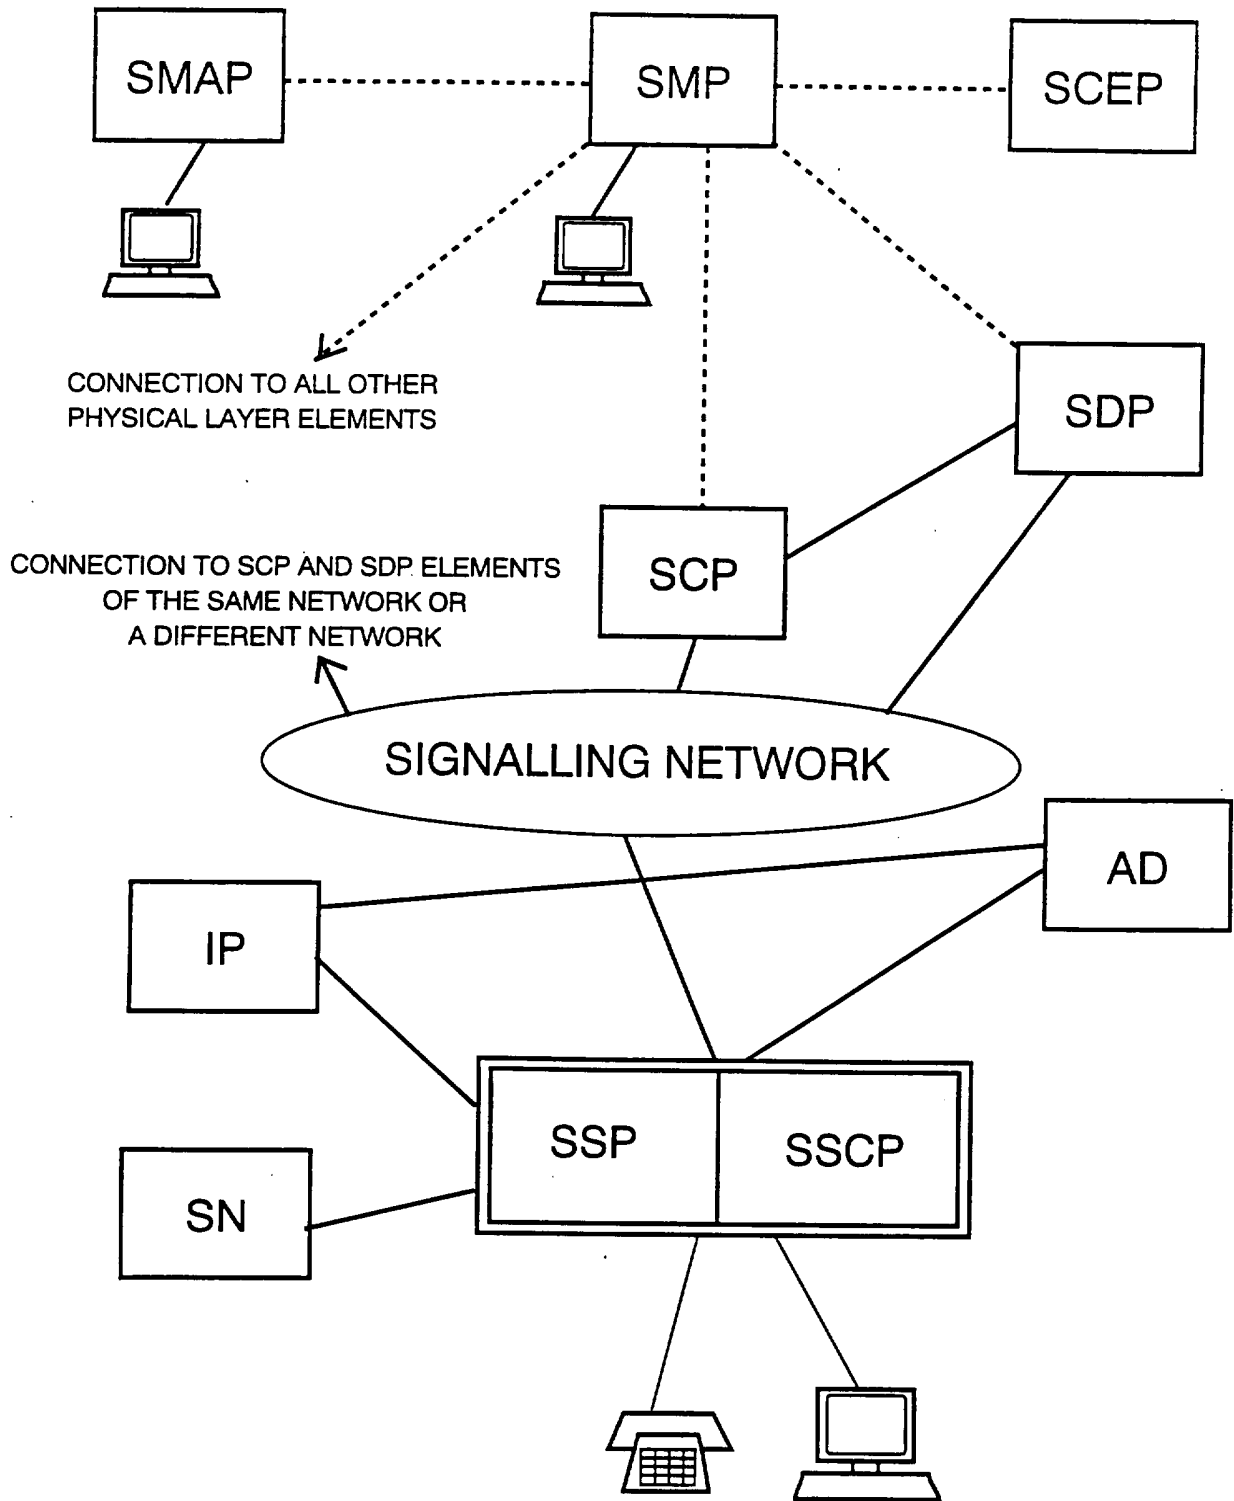 SMAP
SMP
SCEP
CONNECTION TO ALL OTHER
PHYSICAL LAYER ELEMENTS
SDP
SCP
CONNECTION TO SCP AND SDP ELEMENTS
OF THE SAME NETWORK OR
A DIFFERENT NETWORK
SIGNALLING NETWORK
AD
IP
SSP
SSCP
SN